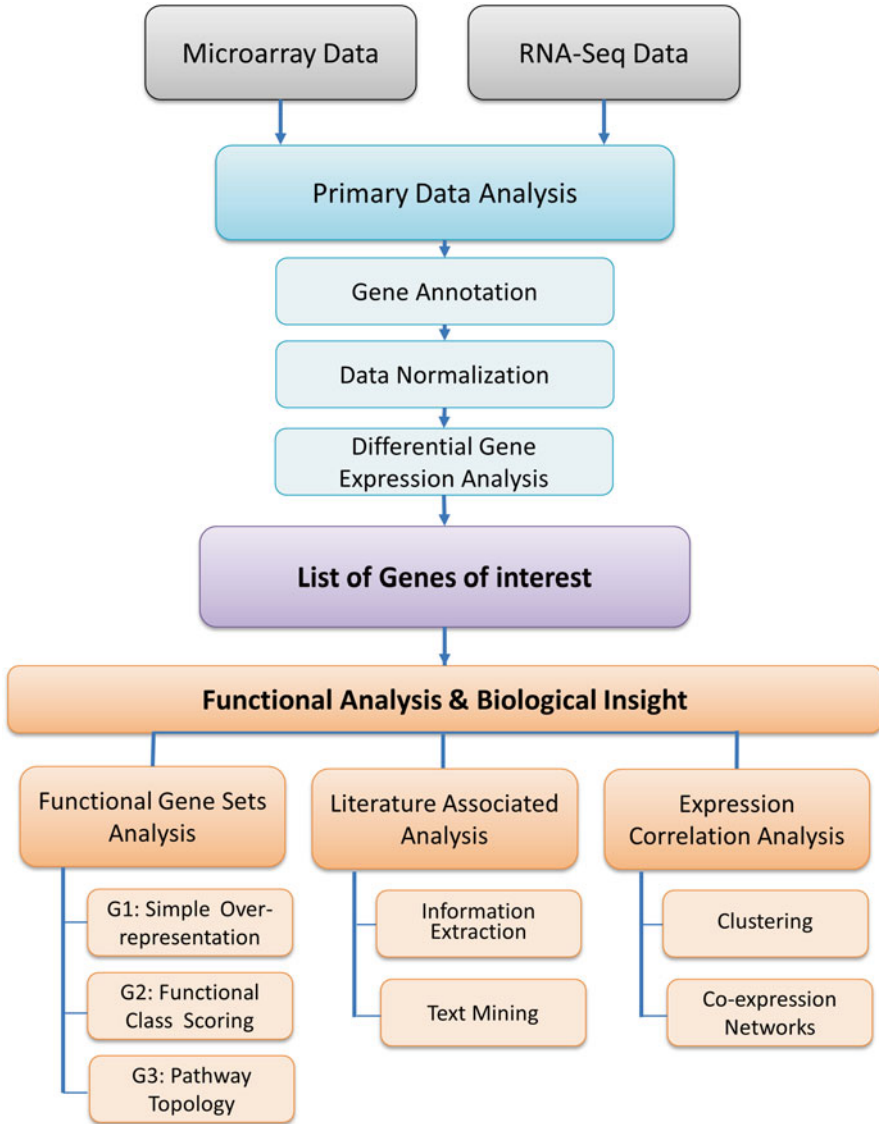 Microarray Data
RNA-Seq Data
Primary Data Analysis
Gene Annotation
Data Normalization
Differential Gene
Expression Analysis
List of Genes of interest
Functional Analysis & Biological Insight
Functional Gene Sets
Analysis
G1: Simple Over-
representation
G2: Functional
Class Scoring
G3: Pathway
Topology
Literature Associated
Analysis
Information
Extraction
Text Mining
Expression
Correlation Analysis
Clustering
Co-expression
Networks